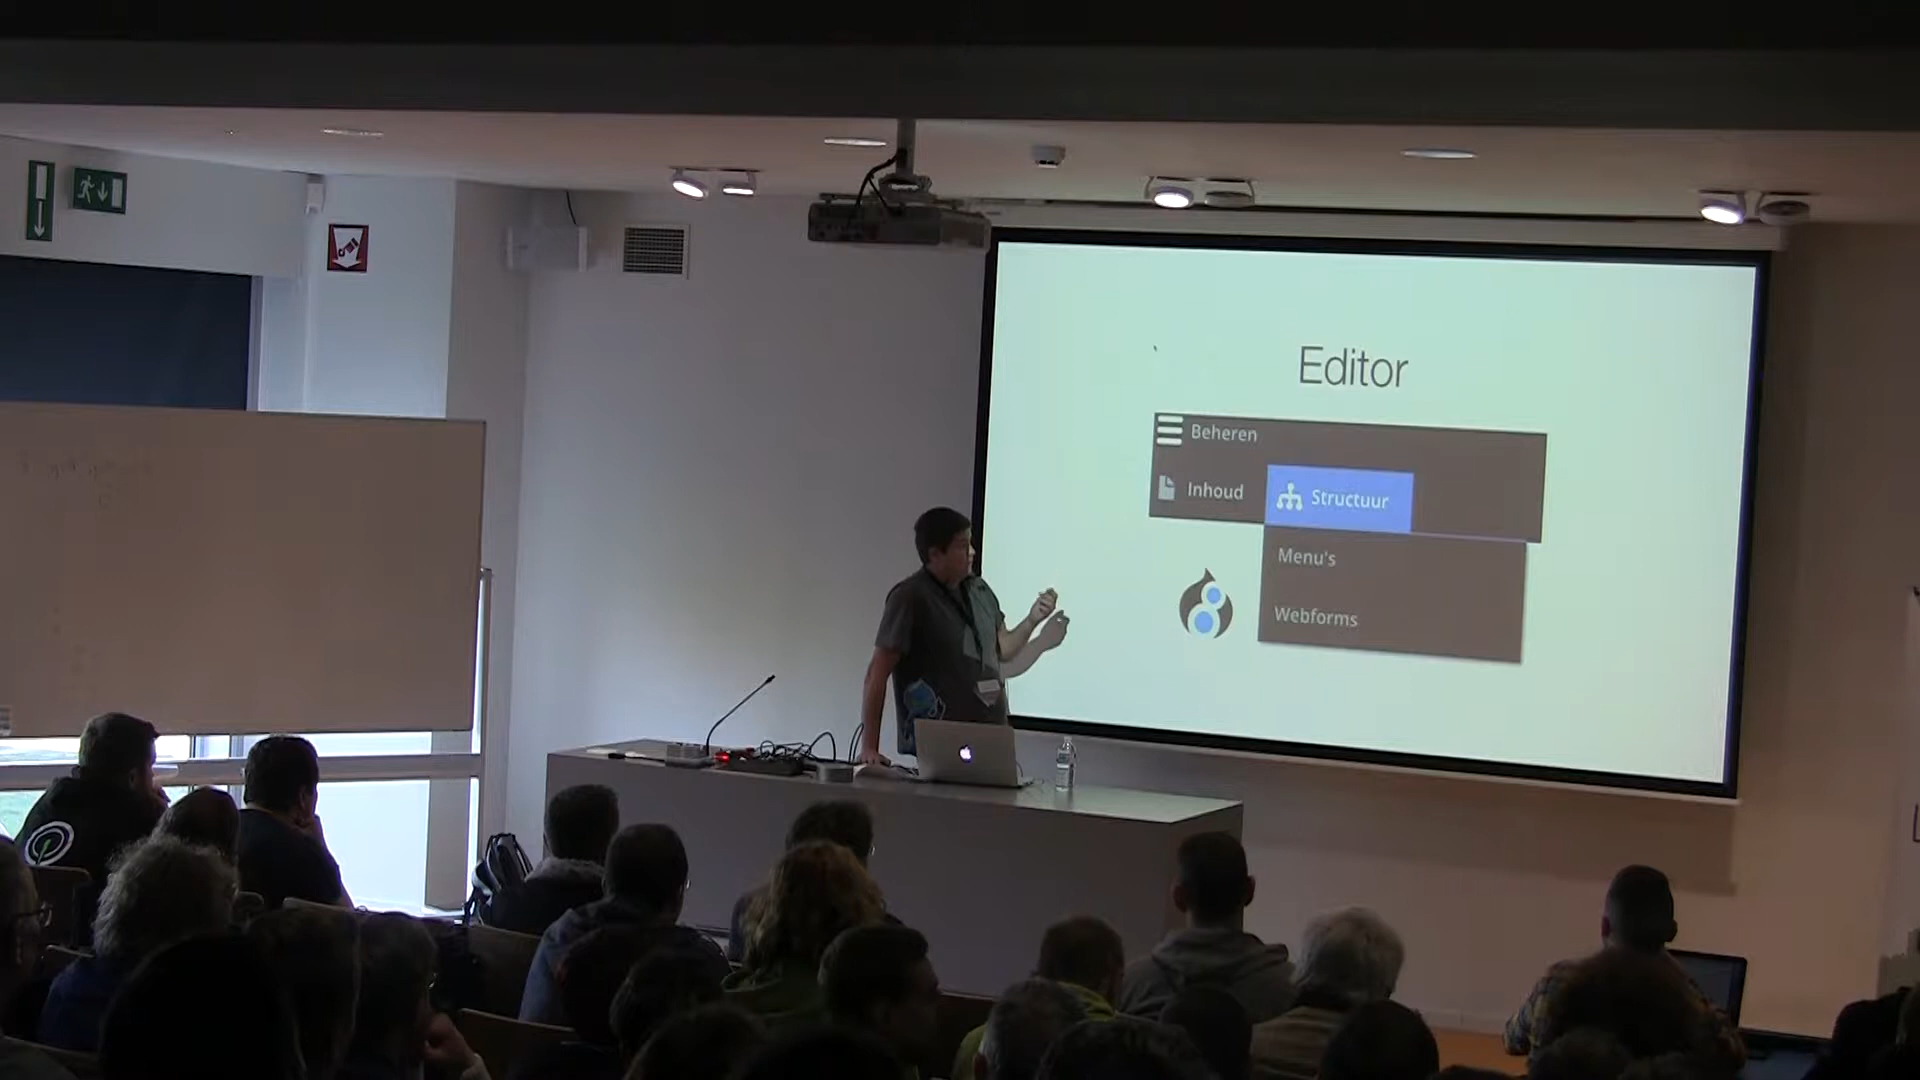 Editor
Beheren
Inhoud
Structuur
Menu's
Webforms